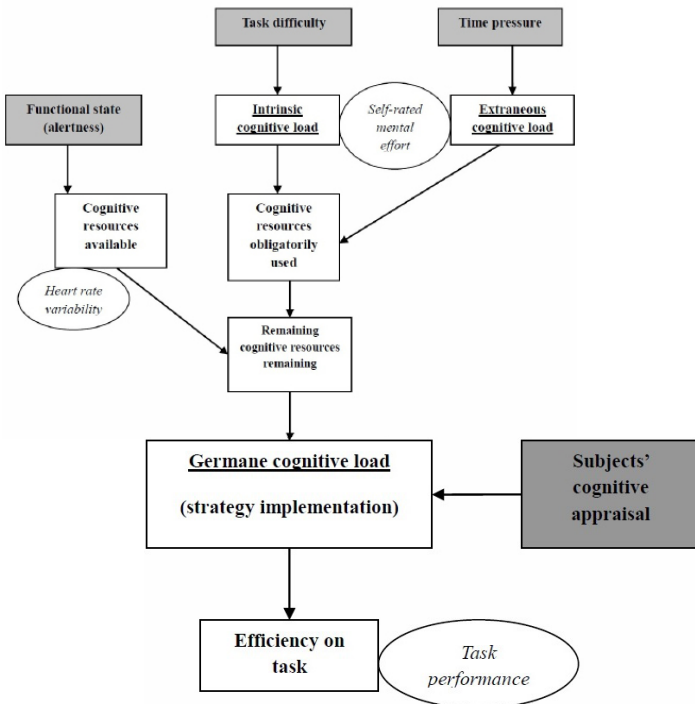 Task difficulty
Time pressure
Functional state
(alertness)
Intrinsic
cognitive load
Self-rated
mental
effort
Extraneous
cognitive load
Cognitive
resources
available
Cognitive
resources
obligatorily
used
Heart rate
variability
Remaining
cognitive resources
remaining
Germane cognitive load
(strategy implementation)
Subjects’
cognitive
appraisal
Efficiency on
task
Task
performance